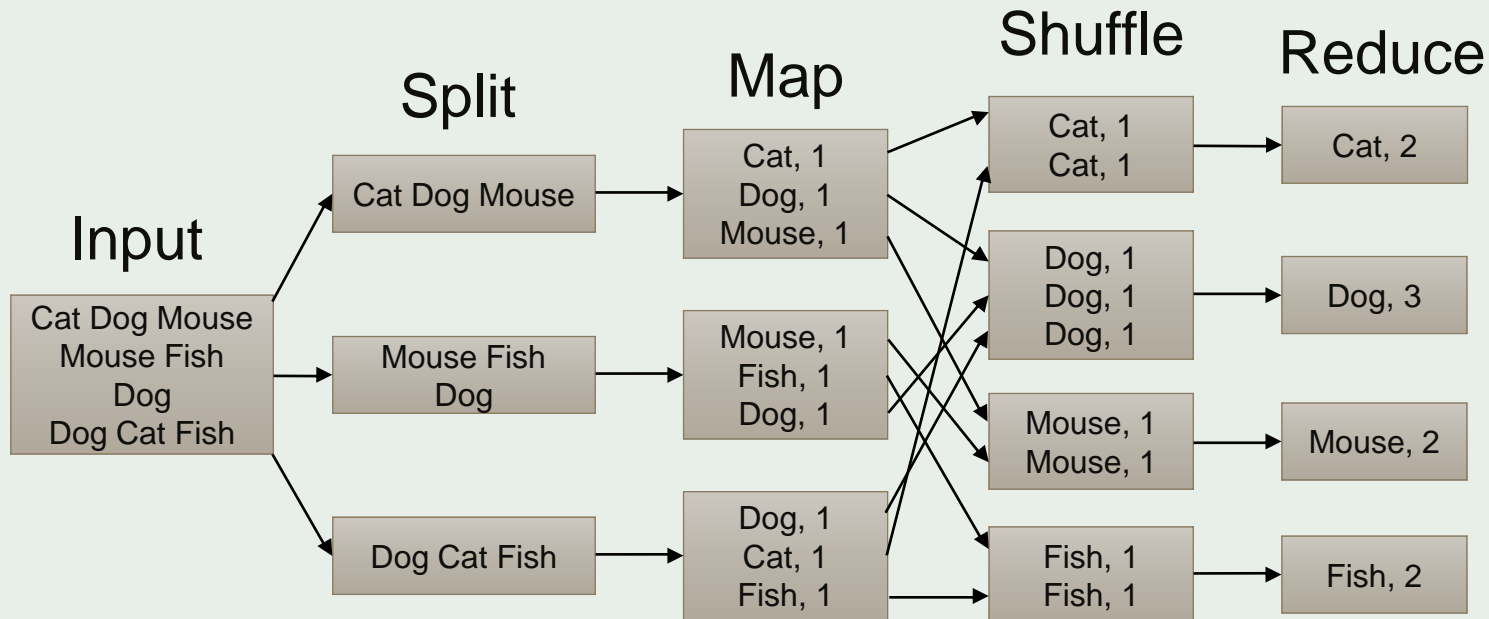 Input
Cat Dog Mouse
Mouse Fish
Dog
Dog Cat Fish
Split
Cat Dog Mouse
Mouse Fish
Dog
Dog Cat Fish
Map
Cat, 1
Dog, 1
Mouse, 1
Mouse, 1
Fish, 1
Dog, 1
Dog, 1
Cat, 1
Fish, 1
Shuffle
Cat, 1
Cat, 1
Dog, 1
Dog, 1
Dog, 1
Mouse, 1
Mouse, 1
Fish, 1
Fish, 1
Reduce
Cat, 2
Dog, 3
Mouse, 2
Fish, 2